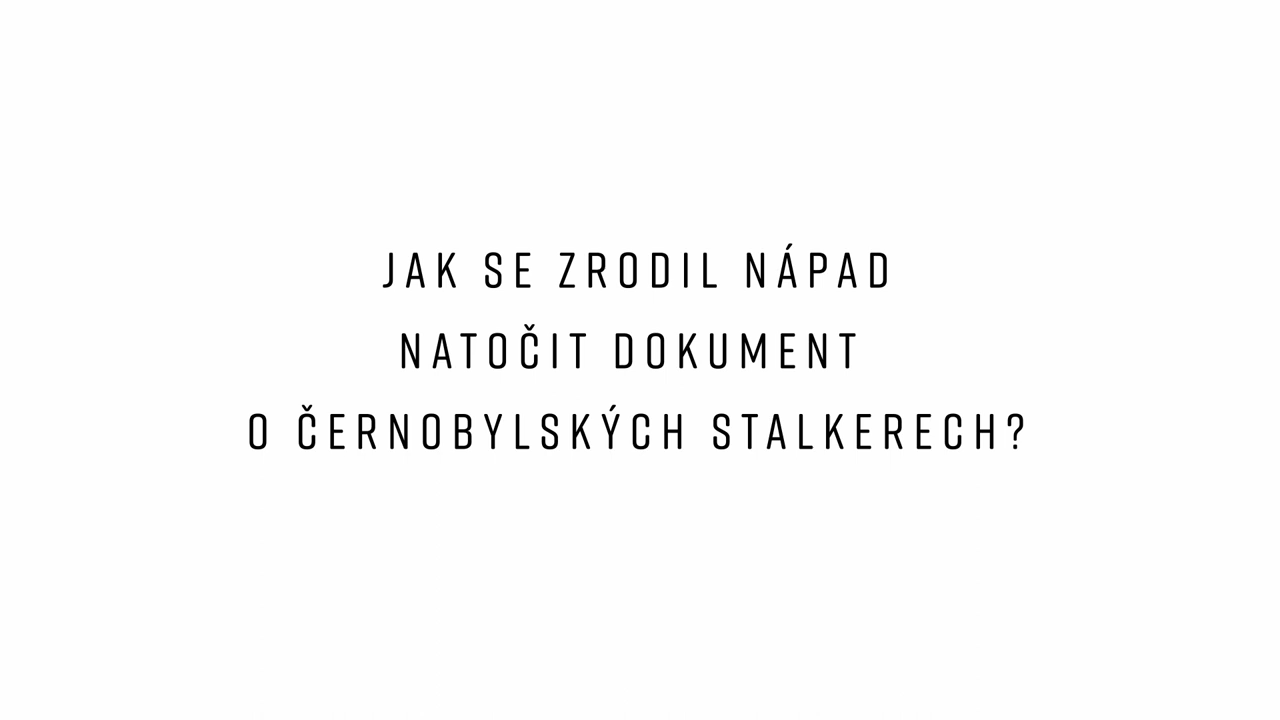 JAK SE ZRODIL NÁPAD
NATOČIT DOKUMENT
O ČERNOBYLSKÝCH STALKERECH?